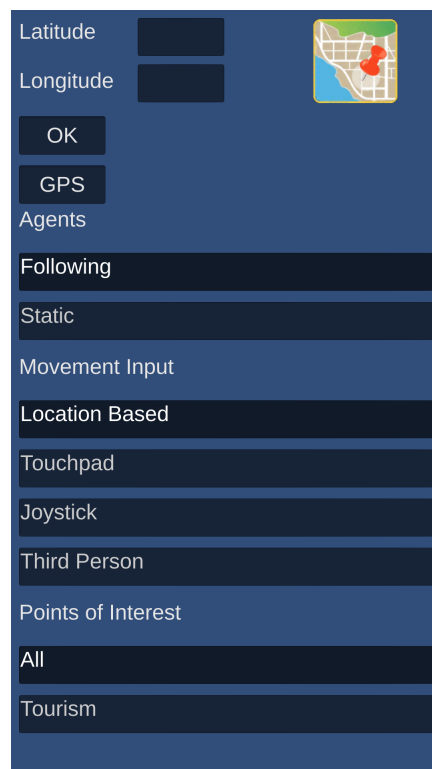 Latitude
Longitude
OK
GPS
Agents
Following
Static
Movement Input
Location Based
Touchpad
Joystick
Third Person
Points of Interest
All
Tourism